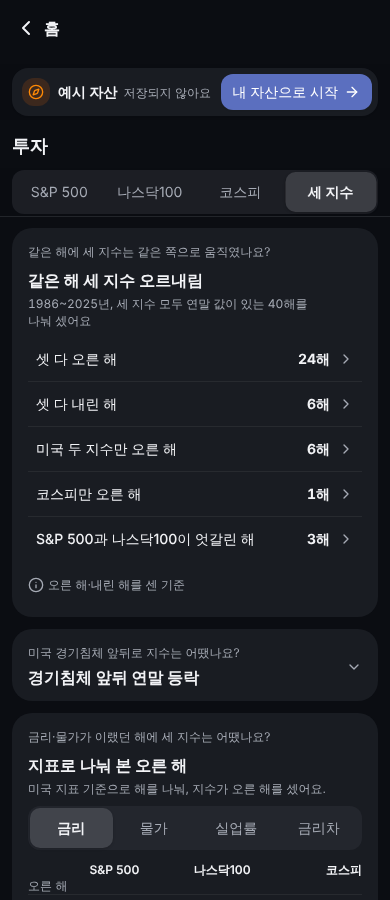 홈
예시 자산 저장되지 않아요 내 자산으로 시작
투자
S&P 500 나스닥100 코스피 세 지수
같은 해에 세 지수는 같은 쪽으로 움직였나요?
같은 해 세 지수 오르내림
1986~2025년, 세 지수 모두 연말 값이 있는 40해를
나눠 셌어요
셋 다 오른 해 24해
셋 다 내린 해 6해
미국 두 지수만 오른 해 6해
코스피만 오른 해 1해
S&P 500과 나스닥100이 엇갈린 해 3해
오른 해·내린 해를 센 기준
미국 경기침체 앞뒤로 지수는 어땠나요?
경기침체 앞뒤 연말 등락
금리·물가가 이랬던 해에 세 지수는 어땠나요?
지표로 나눠 본 오른 해
미국 지표 기준으로 해를 나눠, 지수가 오른 해를 셌어요.
금리 물가 실업률 금리차
S&P 500 나스닥100 코스피
오른 해